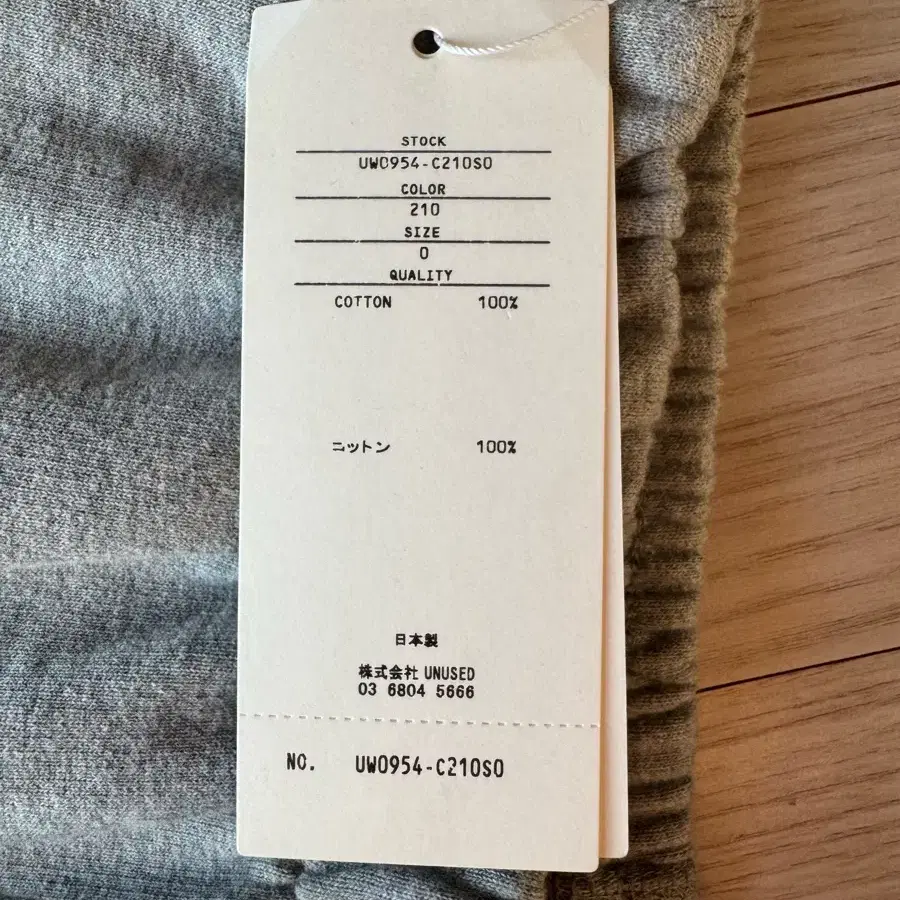 STOCK
UW0954-C210S0
COLOR
210
SIZE
0
QUALITY
COTTON 100%
コットン 100%
日本製
株式会社 UNUSED
03 6804 5666
NO. UW0954-C210S0